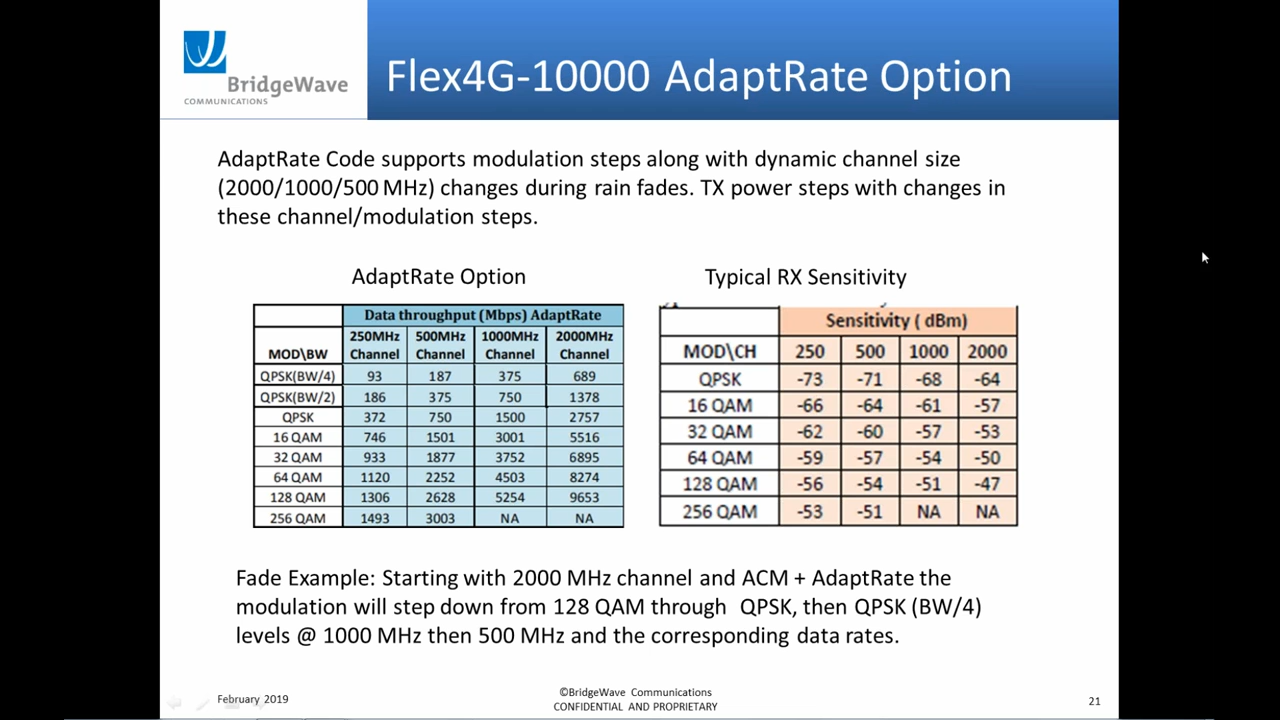 BridgeWave
COMMUNICATIONS
Flex4G-10000 AdaptRate Option
AdaptRate Code supports modulation steps along with dynamic channel size
(2000/1000/500 MHz) changes during rain fades. TX power steps with changes in
these channel/modulation steps.
AdaptRate Option
Data throughput (Mbps) AdaptRate
MOD\BW 250MHz Channel 500MHz Channel 1000MHz Channel 2000MHz Channel
QPSK(BW/4) 93 187 375 689
QPSK(BW/2) 186 375 750 1378
QPSK 372 750 1500 2757
16 QAM 746 1501 3001 5516
32 QAM 933 1877 3752 6895
64 QAM 1120 2252 4503 8274
128 QAM 1306 2628 5254 9653
256 QAM 1493 3003 NA NA
Typical RX Sensitivity
Sensitivity ( dBm)
MOD\CH 250 500 1000 2000
QPSK -73 -71 -68 -64
16 QAM -66 -64 -61 -57
32 QAM -62 -60 -57 -53
64 QAM -59 -57 -54 -50
128 QAM -56 -54 -51 -47
256 QAM -53 -51 NA NA
Fade Example: Starting with 2000 MHz channel and ACM + AdaptRate the
modulation will step down from 128 QAM through QPSK, then QPSK (BW/4)
levels @ 1000 MHz then 500 MHz and the corresponding data rates.
February 2019
©BridgeWave Communications
CONFIDENTIAL AND PROPRIETARY
21